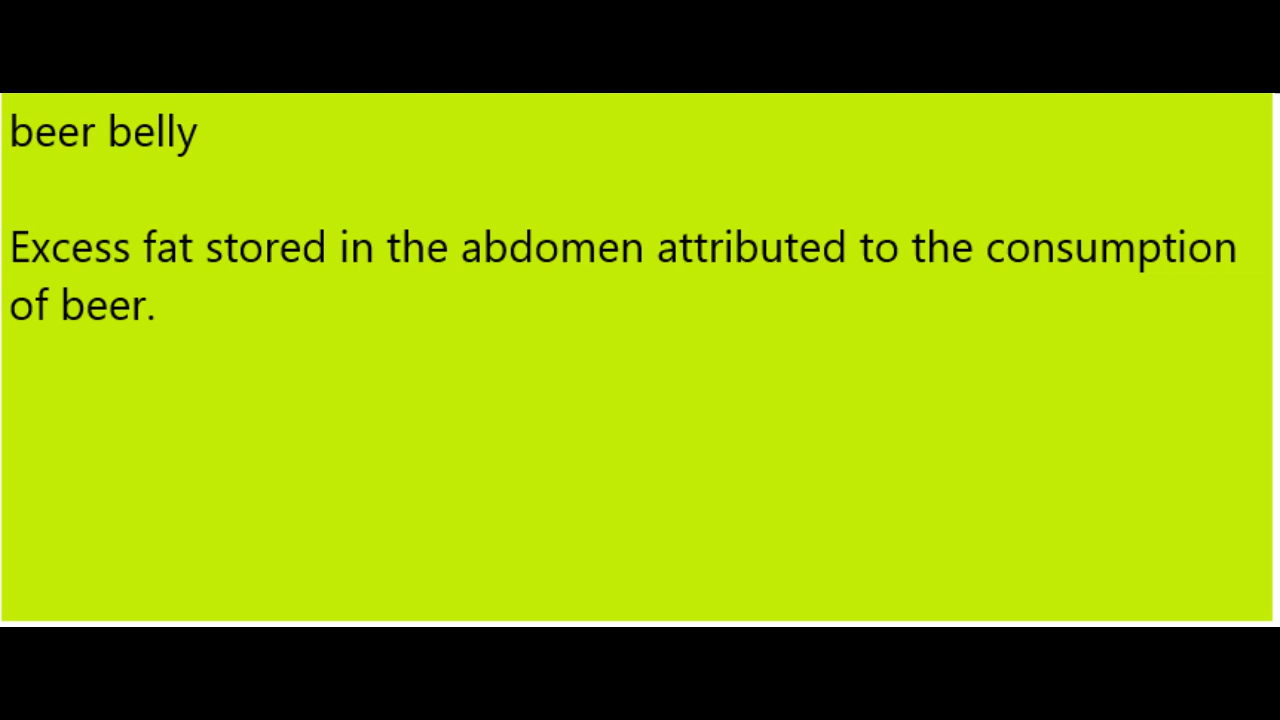 beer belly
Excess fat stored in the abdomen attributed to the consumption
of beer.